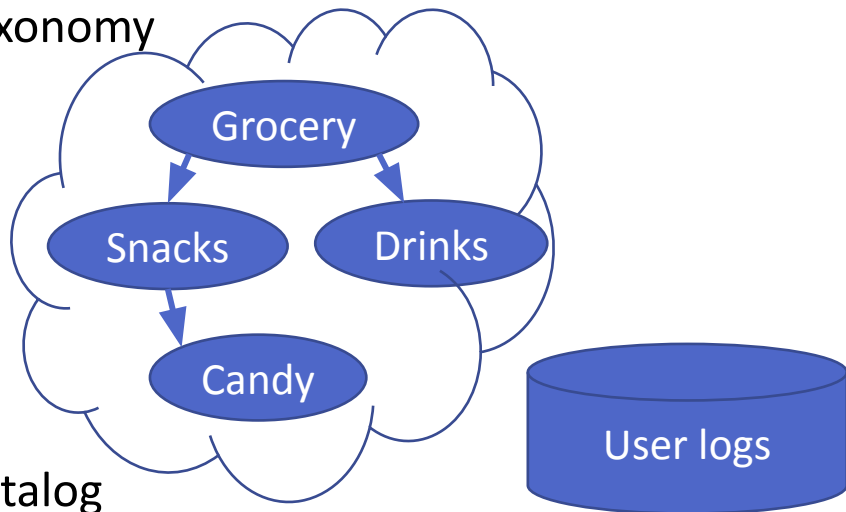 xonomy
Grocery
Snacks
Drinks
Candy
User logs
talog